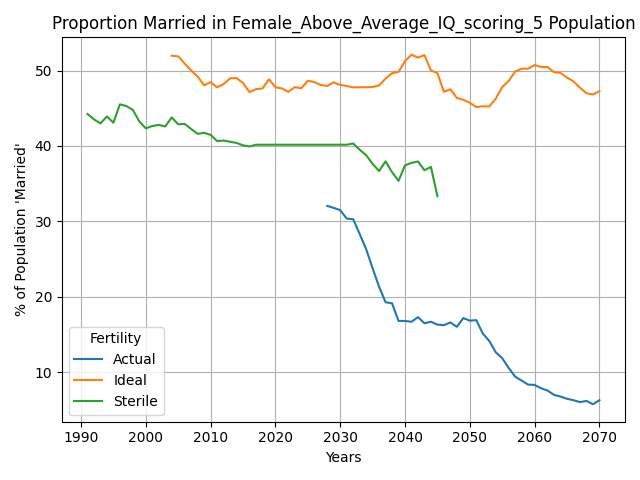 Proportion Married in Female_Above_Average_IQ_scoring_5 Population
% of Population 'Married'
50
40
30
20
10
Fertility
Actual
Ideal
Sterile
1990 2000 2010 2020 2030 2040 2050 2060 2070
Years